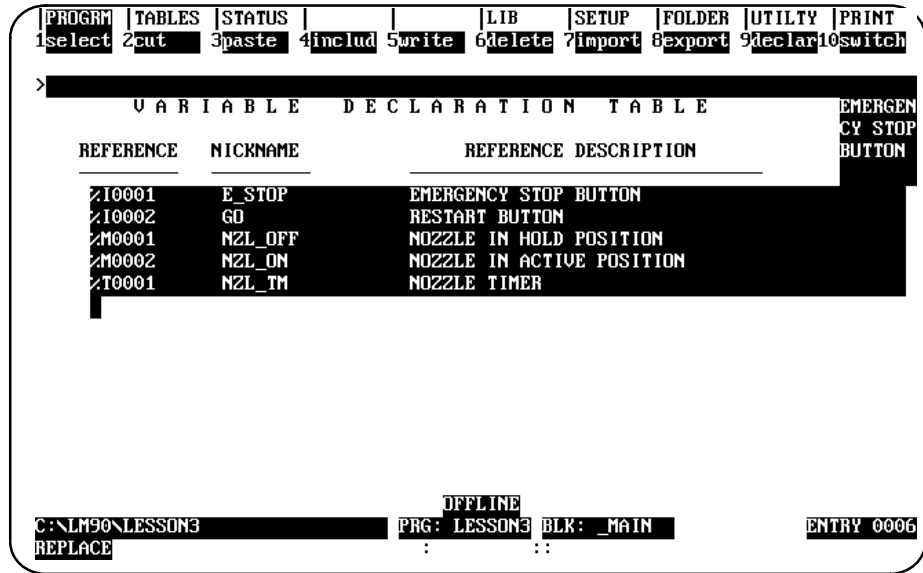 |PROGRM |TABLES |STATUS | | |LIB |SETUP |FOLDER |UTILTY |PRINT
1select 2cut 3paste 4includ 5write 6delete 7import 8export 9declar10switch
>
V A R I A B L E D E C L A R A T I O N T A B L E EMERGEN
CY STOP
REFERENCE NICKNAME REFERENCE DESCRIPTION BUTTON
%I0001 E_STOP EMERGENCY STOP BUTTON
%I0002 GO RESTART BUTTON
%M0001 NZL_OFF NOZZLE IN HOLD POSITION
%M0002 NZL_ON NOZZLE IN ACTIVE POSITION
%T0001 NZL_TM NOZZLE TIMER
OFFLINE
C:\LM90\LESSON3 PRG: LESSON3 BLK: _MAIN ENTRY 0006
REPLACE : ::